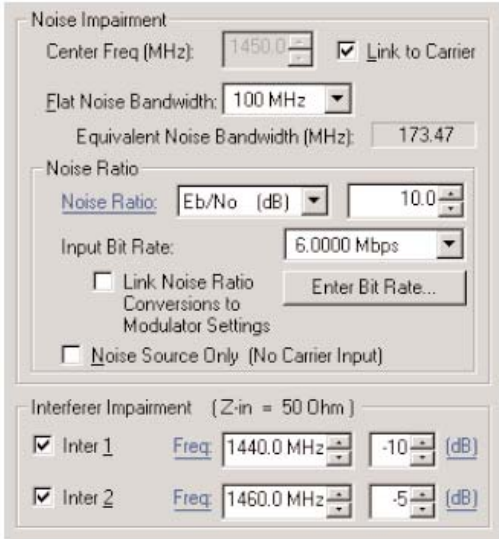 Noise Impairment
Center Freq (MHz): 1450.0 Link to Carrier
Flat Noise Bandwidth: 100 MHz
Equivalent Noise Bandwidth (MHz): 173.47
Noise Ratio
Noise Ratio: Eb/No (dB) 10.0
Input Bit Rate: 6.0000 Mbps
Link Noise Ratio
Conversions to
Modulator Settings
Enter Bit Rate...
Noise Source Only (No Carrier Input)
Interferer Impairment (Z-in = 50 Ohm)
Inter 1 Freq: 1440.0 MHz -10 (dB)
Inter 2 Freq: 1460.0 MHz -5 (dB)